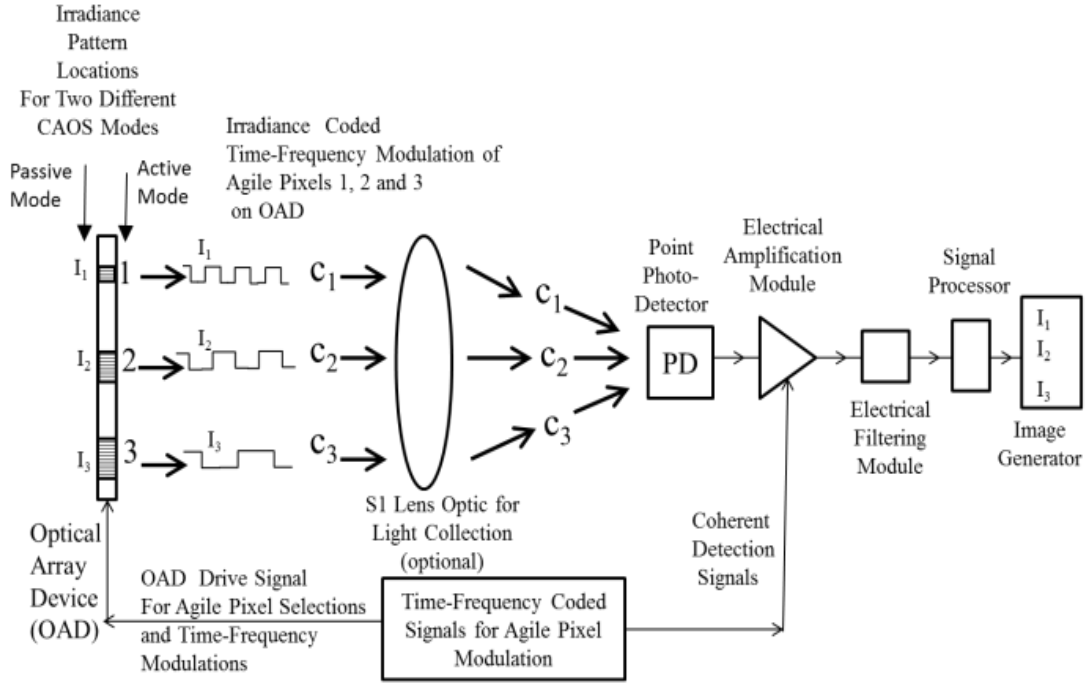 Irradiance
Pattern
Locations
For Two Different
CAOS Modes
Passive
Mode
Active
Mode
Irradiance Coded
Time-Frequency Modulation of
Agile Pixels 1, 2 and 3
on OAD
I₁
1
I₁
c₁
I₂
2
I₂
c₂
I₃
3
I₃
c₃
S1 Lens Optic for
Light Collection
(optional)
c₁
c₂
c₃
Point
Photo-
Detector
PD
Electrical
Amplification
Module
Electrical
Filtering
Module
Signal
Processor
I₁
I₂
I₃
Image
Generator
Coherent
Detection
Signals
Optical
Array
Device
(OAD)
OAD Drive Signal
For Agile Pixel Selections
and Time-Frequency
Modulations
Time-Frequency Coded
Signals for Agile Pixel
Modulation